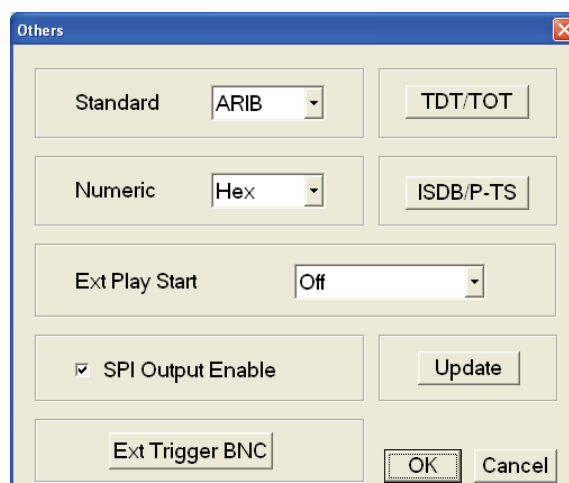 Others
Standard ARIB TDT/TOT
Numeric Hex ISDB/P-TS
Ext Play Start Off
SPI Output Enable Update
Ext Trigger BNC OK Cancel